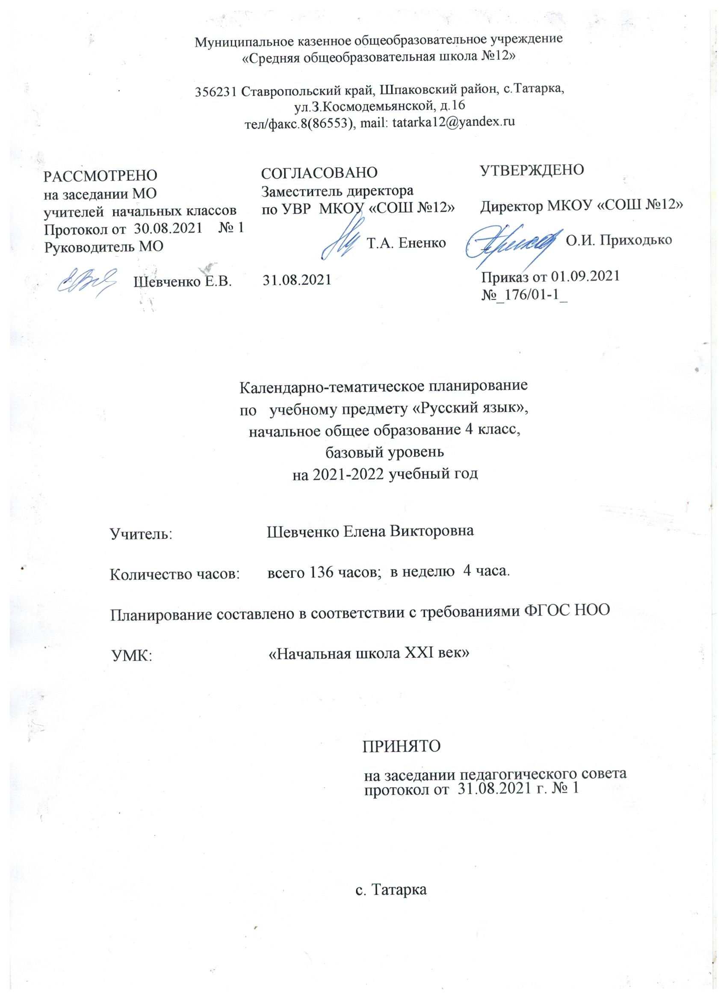 Муниципальное казенное общеобразовательное учреждение
«Средняя общеобразовательная школа №12»
356231 Ставропольский край, Шпаковский район, с.Татарка,
ул.З.Космодемьянской, д.16
тел/факс.8(86553), mail: tatarka12@yandex.ru
РАССМОТРЕНО
на заседании МО
учителей  начальных классов
Протокол от  30.08.2021    № 1
Руководитель МО
Шевченко Е.В.
СОГЛАСОВАНО
Заместитель директора
по УВР  МКОУ «СОШ №12»
Т.А. Ененко
31.08.2021
УТВЕРЖДЕНО
Директор МКОУ «СОШ №12»
О.И. Приходько
Приказ от 01.09.2021
№_176/01-1_
Календарно-тематическое планирование
по   учебному предмету «Русский язык»,
начальное общее образование 4 класс,
базовый уровень
на 2021-2022 учебный год
Учитель: Шевченко Елена Викторовна
Количество часов: всего 136 часов;  в неделю  4 часа.
Планирование составлено в соответствии с требованиями ФГОС НОО
УМК: «Начальная школа XXI век»
ПРИНЯТО
на заседании педагогического совета
протокол от  31.08.2021 г. № 1
с. Татарка